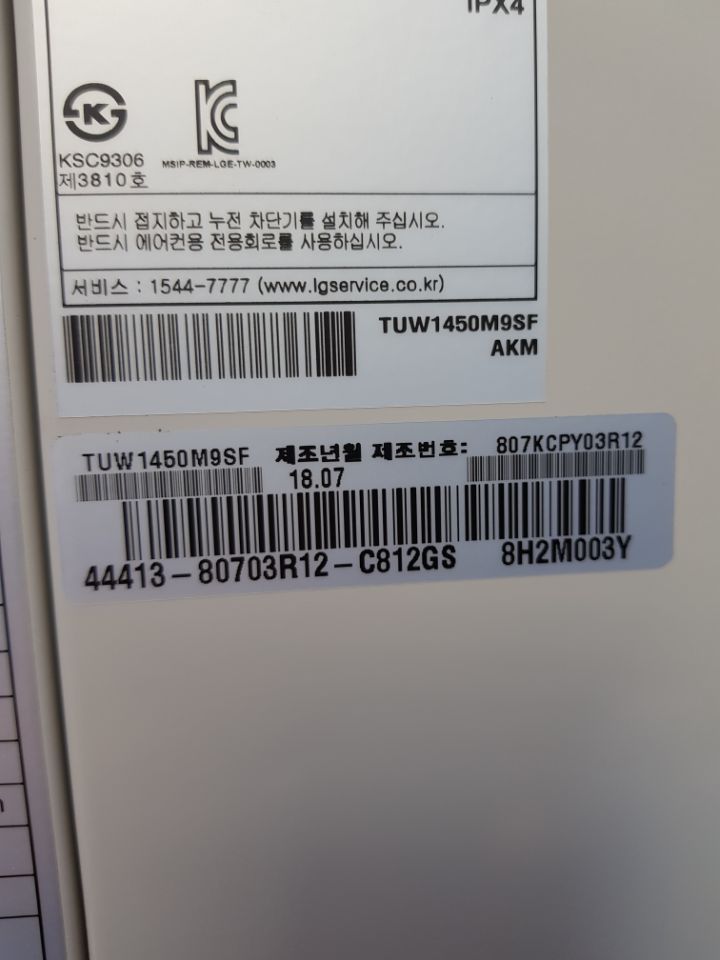 IPX4
KSC9306
제3810호
MSIP-REM-LGE-TW-0003
반드시 접지하고 누전 차단기를 설치해 주십시오.
반드시 에어컨용 전용회로를 사용하십시오.
서비스 : 1544-7777 (www.lgservice.co.kr)
TUW1450M9SF
AKM
TUW1450M9SF 제조년월 제조번호: 807KCPY03R12
18.07
44413-80703R12-C812GS 8H2M003Y